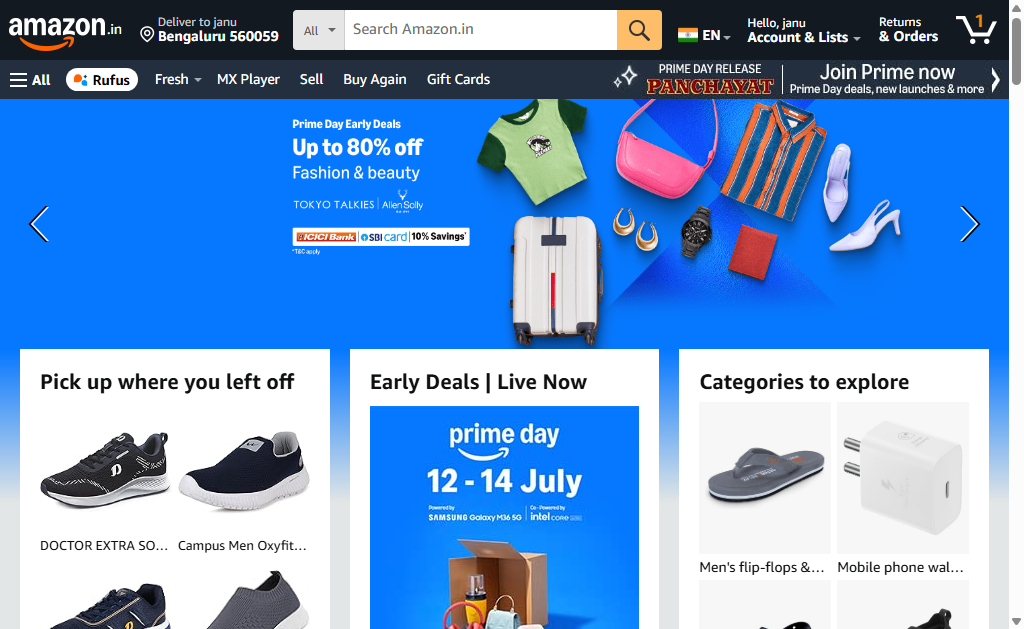 amazon.in
Deliver to janu
Bengaluru 560059
All
Search Amazon.in
EN
Hello, janu
Account & Lists
Returns
& Orders
1
All
Rufus
Fresh
MX Player
Sell
Buy Again
Gift Cards
PRIME DAY RELEASE
PANCHAYAT
Join Prime now
Prime Day deals, new launches & more
Prime Day Early Deals
Up to 80% off
Fashion & beauty
TOKYO TALKIES | Allen Solly
ICICI Bank | SBI card | 10% Savings*
*T&C apply
Pick up where you left off
DOCTOR EXTRA SO...
Campus Men Oxyfit...
Early Deals | Live Now
prime day
12 - 14 July
Powered by
SAMSUNG Galaxy M36 5G
Co-Powered by
intel core
Categories to explore
Men's flip-flops &...
Mobile phone wal...